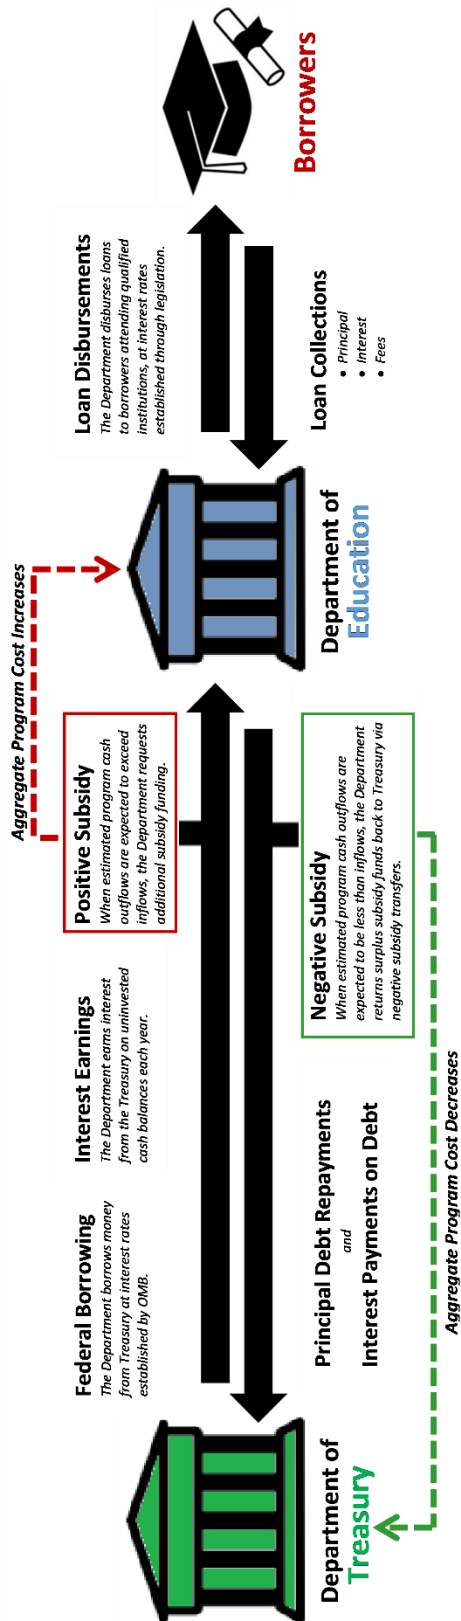 Aggregate Program Cost Increases
Federal Borrowing
The Department borrows money
from Treasury at interest rates
established by OMB.
Interest Earnings
The Department earns interest
from the Treasury on uninvested
cash balances each year.
Positive Subsidy
When estimated program cash
outflows are expected to exceed
inflows, the Department requests
additional subsidy funding.
Loan Disbursements
The Department disburses loans
to borrowers attending qualified
institutions, at interest rates
established through legislation.
Department of
Treasury
Principal Debt Repayments
and
Interest Payments on Debt
Negative Subsidy
When estimated program cash outflows are
expected to be less than inflows, the Department
returns surplus subsidy funds back to Treasury via
negative subsidy transfers.
Department of
Education
Loan Collections
• Principal
• Interest
• Fees
Borrowers
Aggregate Program Cost Decreases